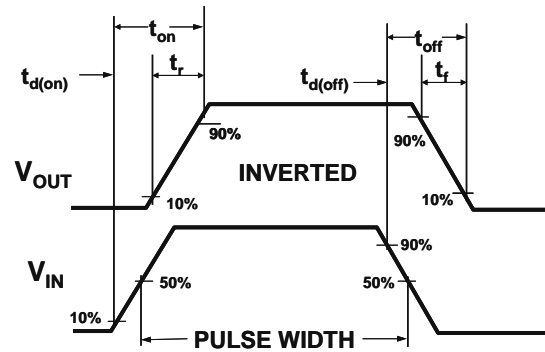 t_on
t_d(on)
t_r
t_off
t_d(off)
t_f
90%
90%
V_OUT
INVERTED
10%
10%
V_IN
90%
50%
50%
10%
PULSE WIDTH